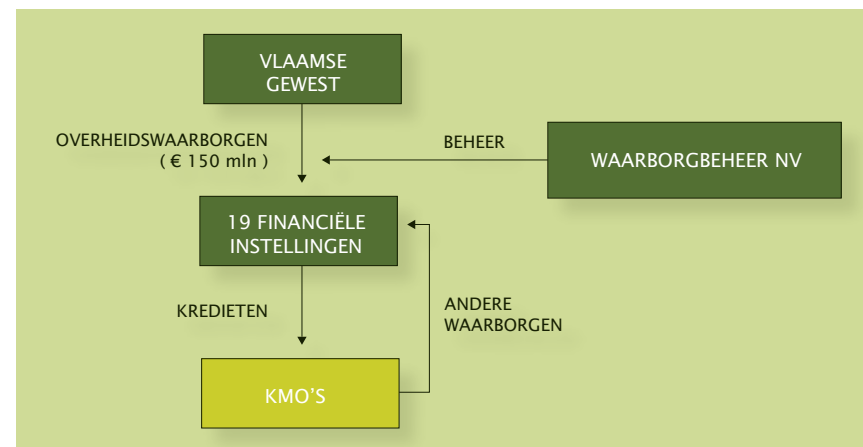 VLAAMSE
GEWEST
OVERHEIDSWAARBORGEN
( € 150 mln )
BEHEER
WAARBORGBEHEER NV
19 FINANCIËLE
INSTELLINGEN
KREDIETEN
ANDERE
WAARBORGEN
KMO’S